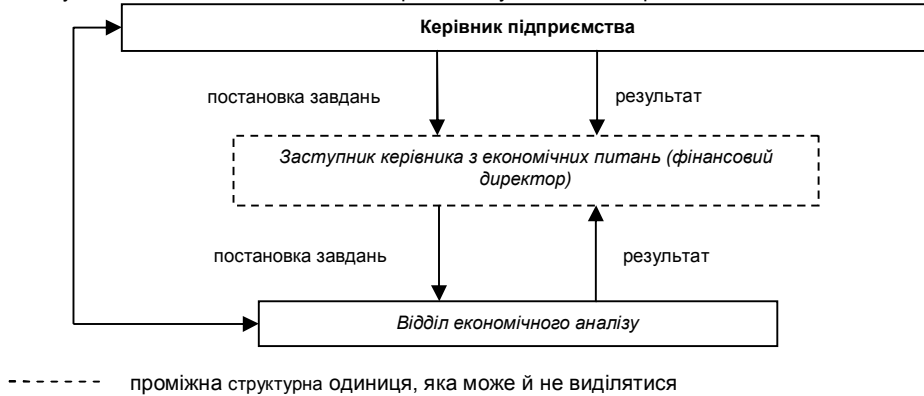 Керівник підприємства
постановка завдань
результат
Заступник керівника з економічних питань (фінансовий
директор)
постановка завдань
результат
Відділ економічного аналізу
проміжна структурна одиниця, яка може й не виділятися